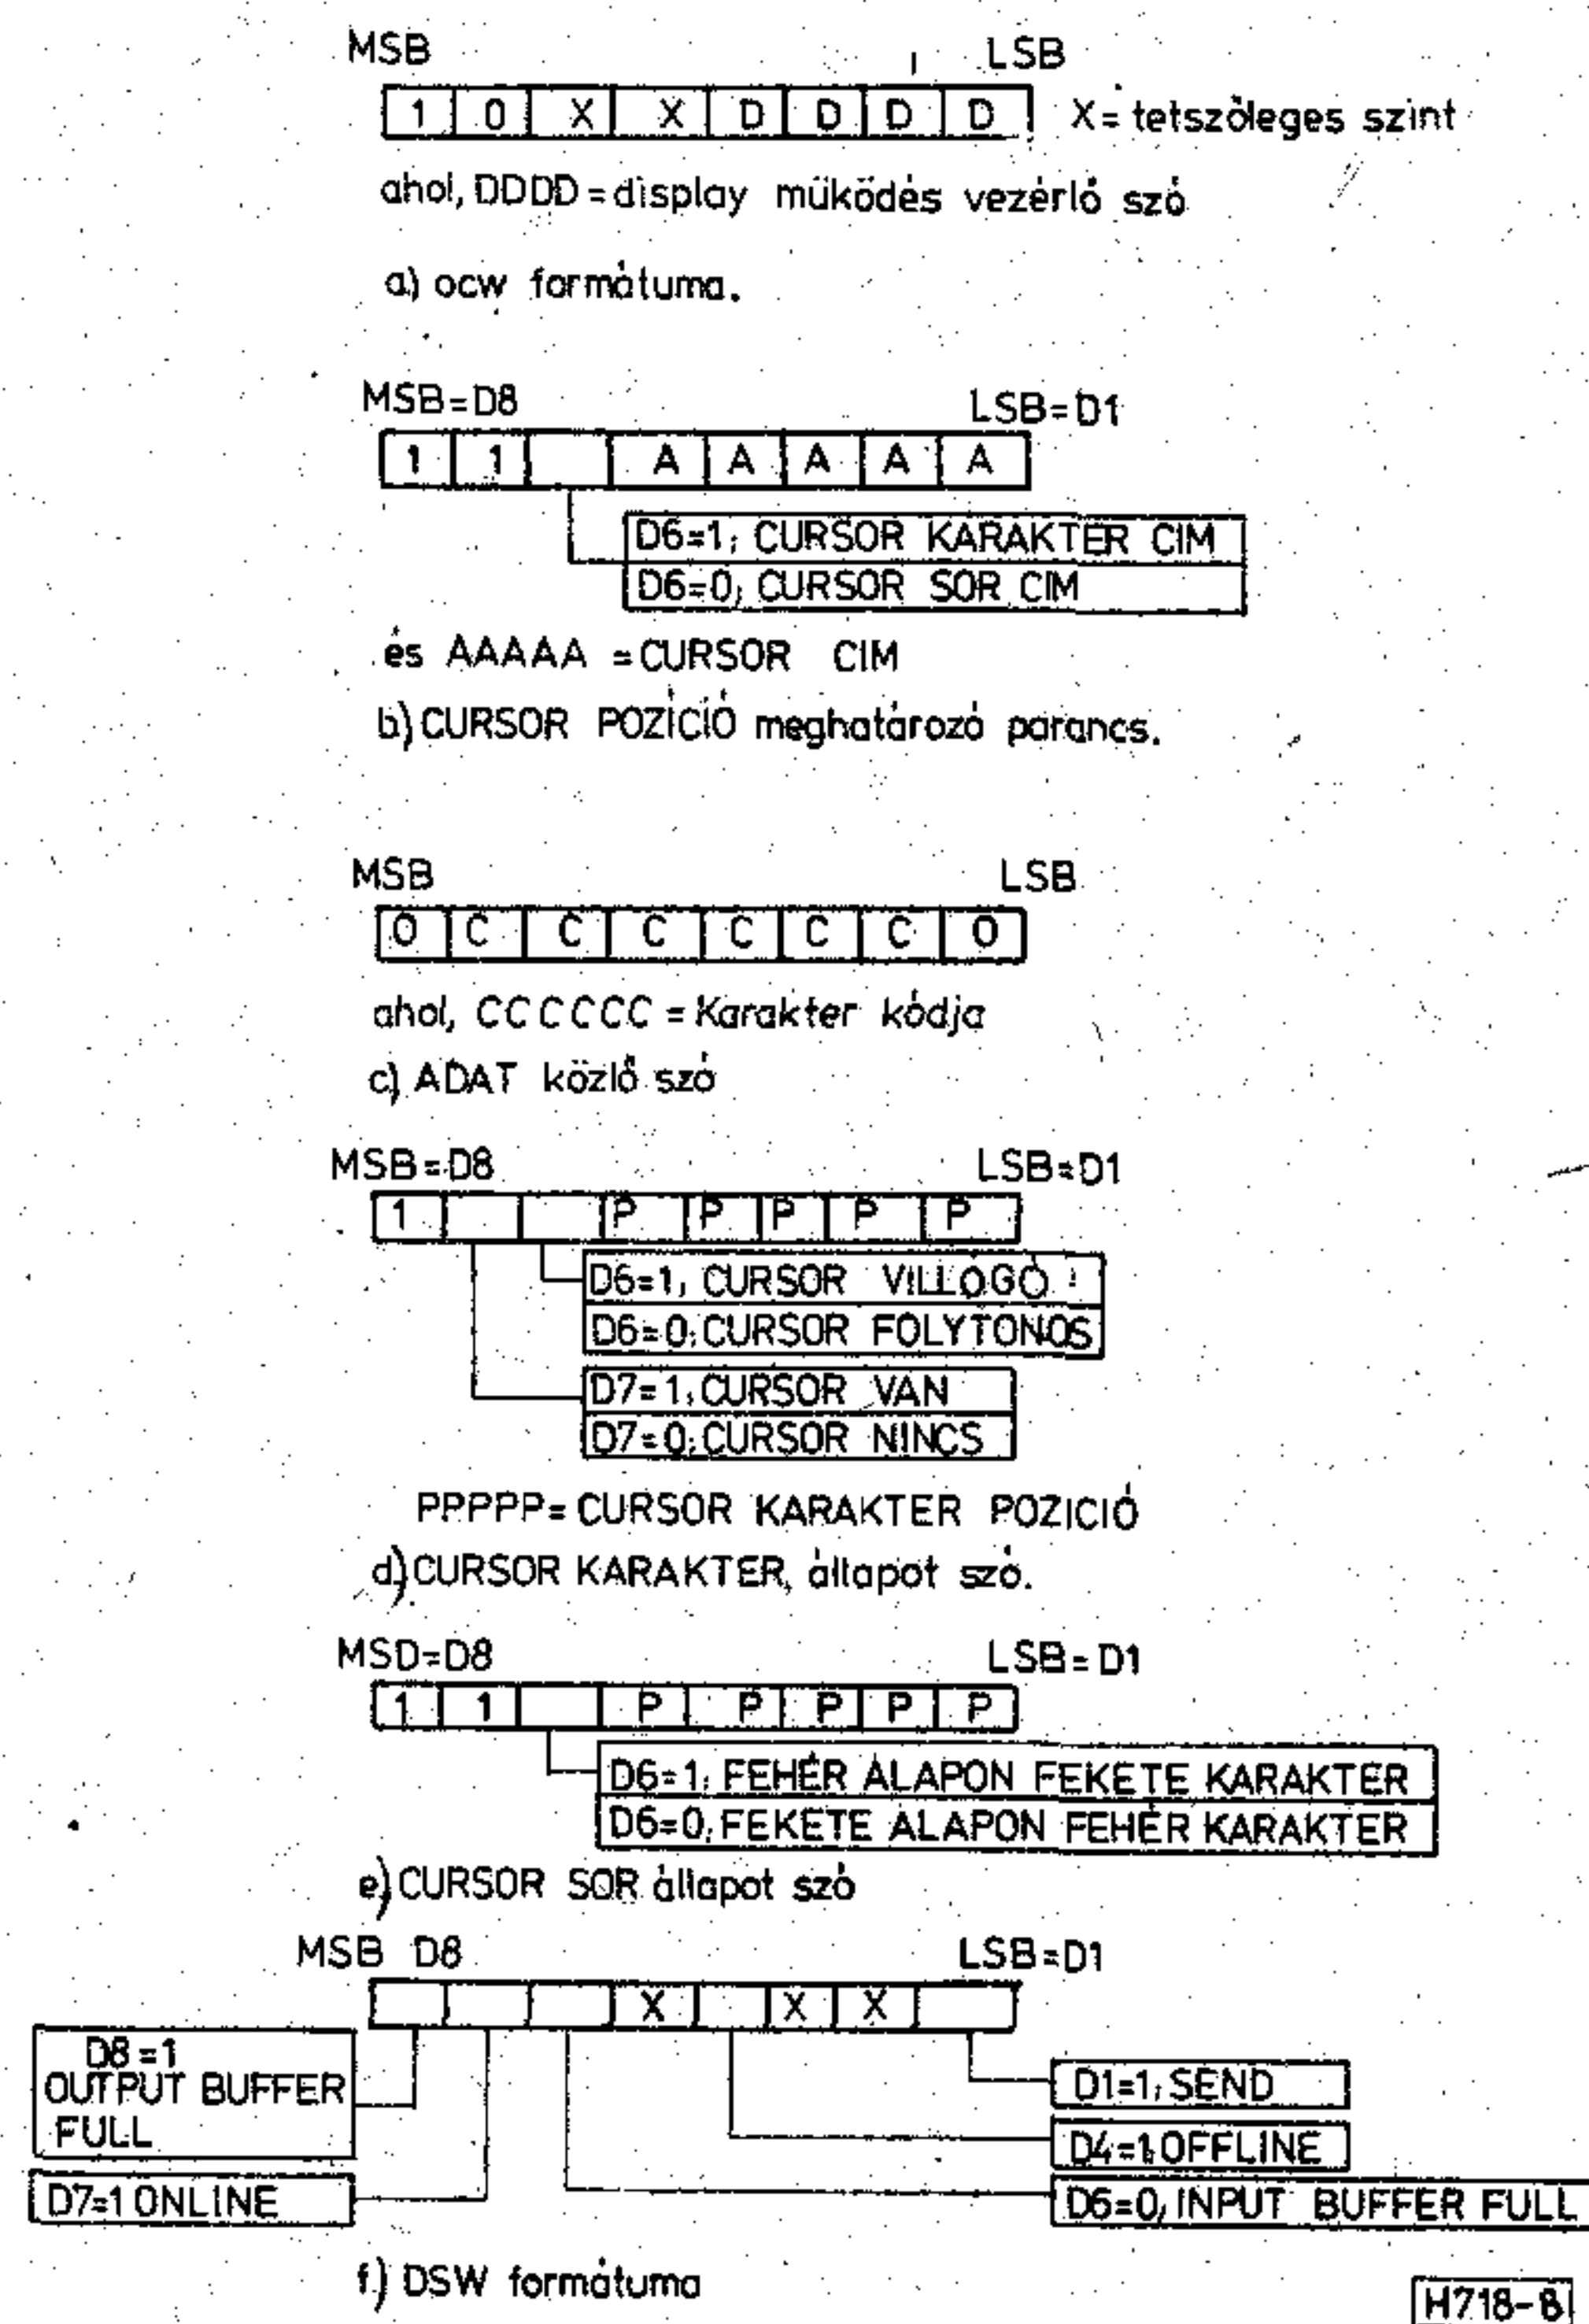 MSB LSB
1 0 X X D D D D X= tetszőleges szint
ahol, DDDD = display működés vezérlő szó
a) ocw formátuma.
MSB=D8 LSB=D1
1 1 A A A A A
D6=1, CURSOR KARAKTER CIM
D6=0, CURSOR SOR CIM
és AAAAA = CURSOR CIM
b) CURSOR POZÍCIÓ meghatározó parancs.
MSB LSB
0 C C C C C C 0
ahol, CCCCCC = Karakter kódja
c) ADAT közlő szó
MSB=D8 LSB=D1
1 P P P P P
D6=1, CURSOR VILLOGÓ
D6=0, CURSOR FOLYTONOS
D7=1, CURSOR VAN
D7=0, CURSOR NINCS
PPPPP= CURSOR KARAKTER POZICIÓ
d) CURSOR KARAKTER, állapot szó.
MSD=D8 LSB=D1
1 1 P P P P P
D6=1, FEHÉR ALAPON FEKETE KARAKTER
D6=0, FEKETE ALAPON FEHÉR KARAKTER
e) CURSOR SOR állapot szó
MSB D8 LSB=D1
X X X
D8=1
OUTPUT BUFFER
FULL
D1=1, SEND
D4=1, OFFLINE
D7=1 ONLINE
D6=0, INPUT BUFFER FULL
f) DSW formátuma
H718-8